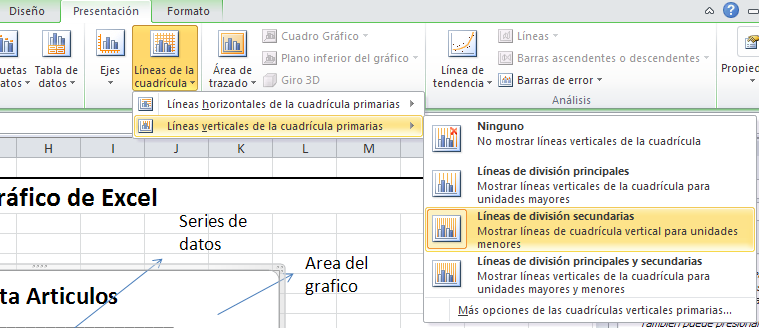 Diseño Presentación Formato
Cuadro Gráfico
Plano inferior del gráfico
Giro 3D
Líneas
Barras ascendentes o descendentes
Barras de error
Tabla de datos
Ejes
Líneas de la cuadrícula
Área de trazado
Línea de tendencia
Análisis
Líneas horizontales de la cuadrícula primarias
Líneas verticales de la cuadrícula primarias
Ninguno
No mostrar líneas verticales de la cuadrícula
Líneas de división principales
Mostrar líneas verticales de la cuadrícula para
unidades mayores
Líneas de división secundarias
Mostrar líneas de cuadrícula vertical para unidades
menores
Líneas de división principales y secundarias
Mostrar líneas verticales de la cuadrícula para
unidades mayores y menores
Más opciones de las cuadrículas verticales primarias...
H I J K L M
ráfico de Excel
Series de
datos
Area del
grafico
ta Articulos